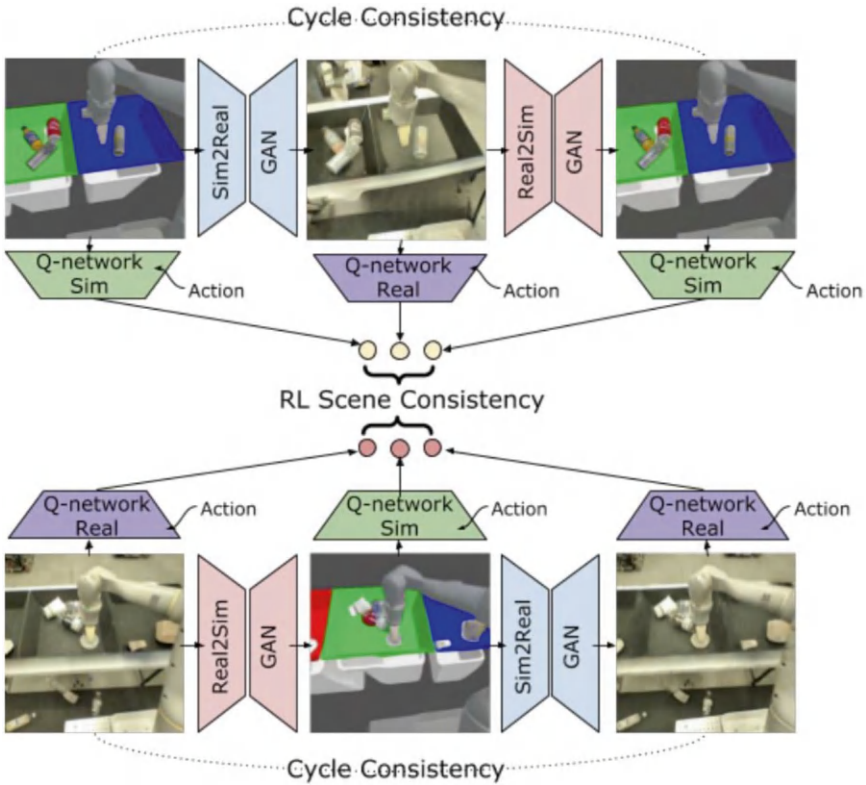 Cycle Consistency
Sim2Real
GAN
Real2Sim
GAN
Q-network
Sim
Action
Q-network
Real
Action
Q-network
Sim
Action
RL Scene Consistency
Q-network
Real
Action
Q-network
Sim
Action
Q-network
Real
Action
Real2Sim
GAN
Sim2Real
GAN
Cycle Consistency